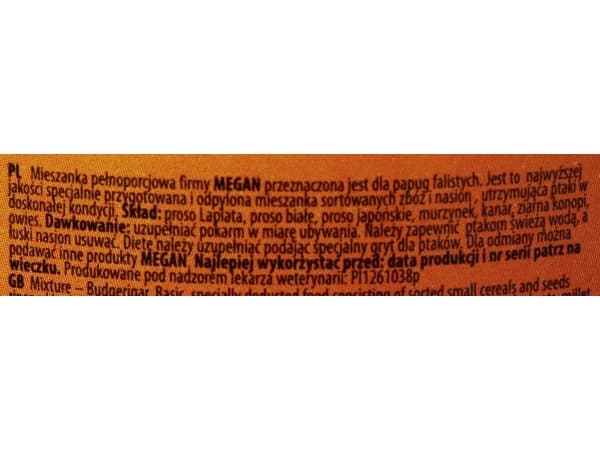 PL Mieszanka pełnoporcjowa firmy MEGAN przeznaczona jest dla papug falistych. Jest to najwyższej
jakości specjalnie przygotowana i odpylona mieszanka sortowanych zbóż i nasion , utrzymująca ptaki w
doskonałej kondycji. Skład: proso Laplata, proso białe, proso japońskie, murzynek, kanar, ziarna konopi,
owies. Dawkowanie: uzupełniać pokarm w miarę ubywania. Należy zapewnić ptakom świeżą wodą, a
łuski nasion usuwać. Dietę należy uzupełniać podając specjalny gryt dla ptaków. Dla odmiany można
podawać inne produkty MEGAN Najlepiej wykorzystać przed: data produkcji i nr serii patrz na
wieczku. Produkowane pod nadzorem lekarza weterynarii: Pl1261038p
GB Mixture – Budgerigar. Basic, specially dedusted food consisting of sorted small cereals and seeds
millet